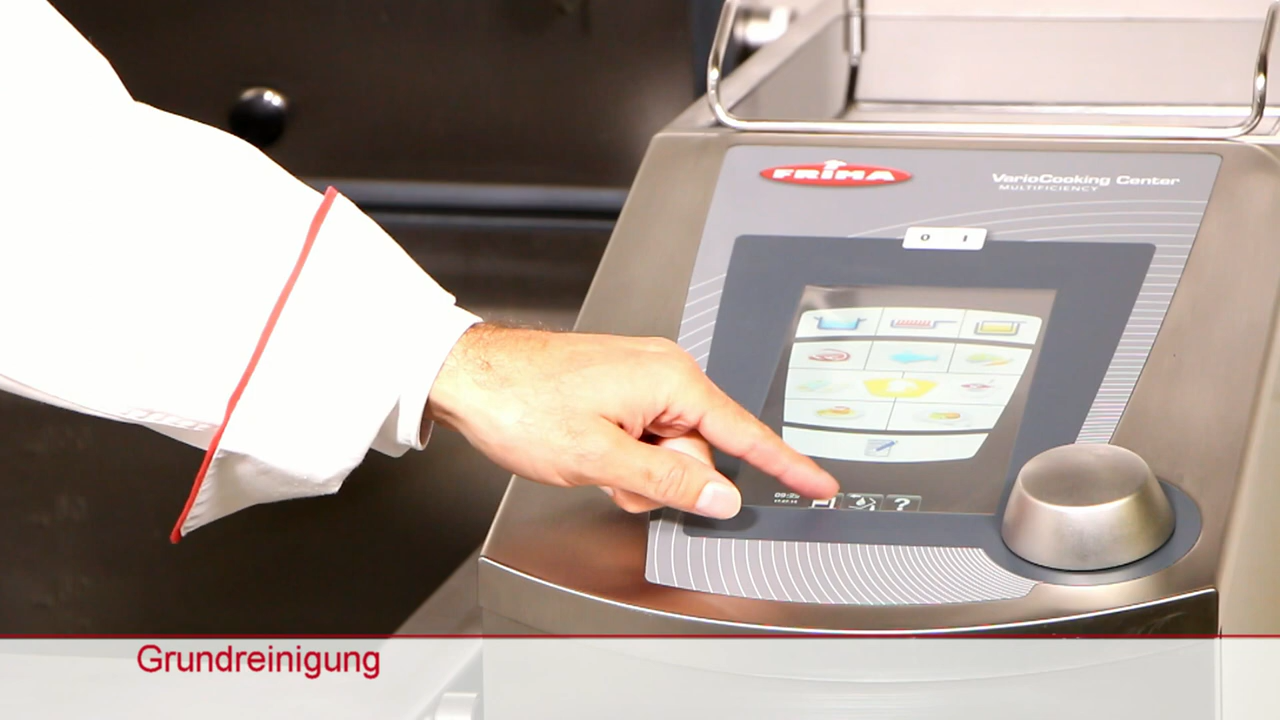 FRIMA
VarioCooking Center
MULTIFICIENCY
0 I
?
Grundreinigung